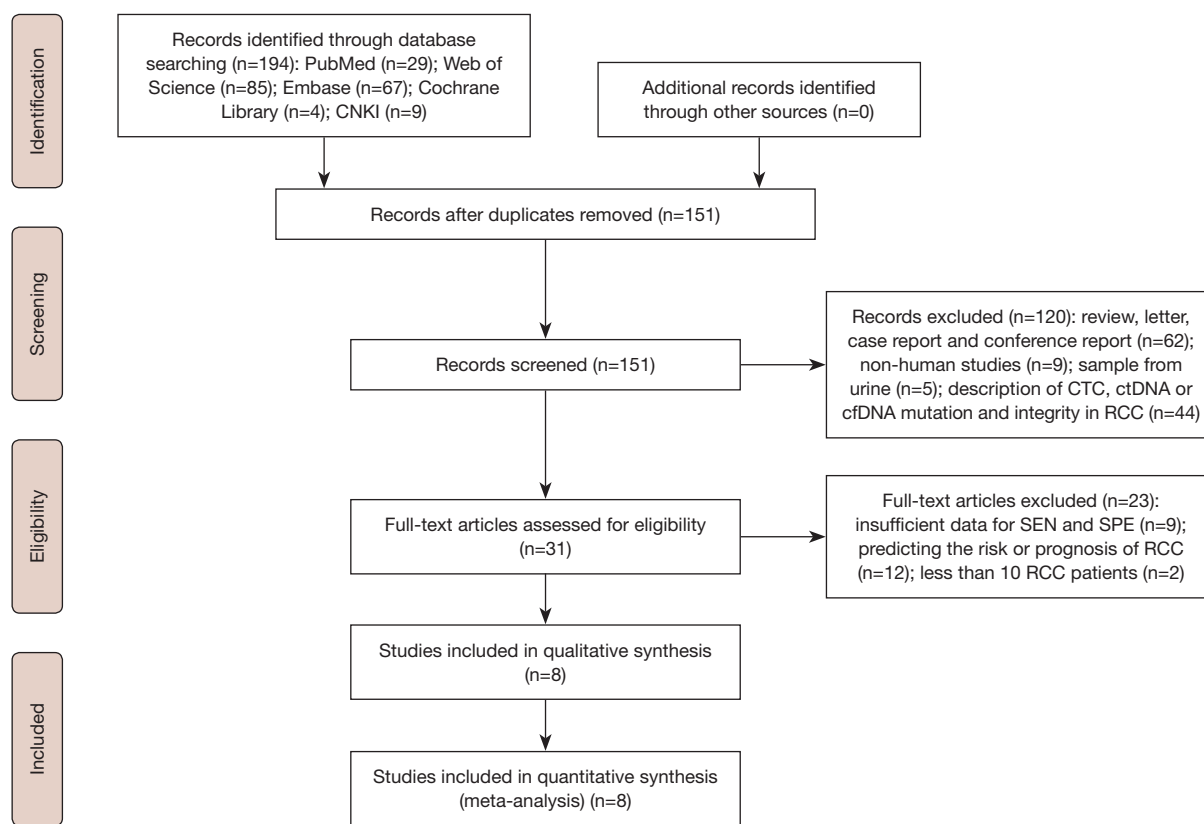 Identification
Records identified through database
searching (n=194): PubMed (n=29); Web of
Science (n=85); Embase (n=67); Cochrane
Library (n=4); CNKI (n=9)
Additional records identified
through other sources (n=0)
Records after duplicates removed (n=151)
Screening
Records screened (n=151)
Records excluded (n=120): review, letter,
case report and conference report (n=62);
non-human studies (n=9); sample from
urine (n=5); description of CTC, ctDNA or
cfDNA mutation and integrity in RCC (n=44)
Eligibility
Full-text articles assessed for eligibility
(n=31)
Full-text articles excluded (n=23):
insufficient data for SEN and SPE (n=9);
predicting the risk or prognosis of RCC
(n=12); less than 10 RCC patients (n=2)
Included
Studies included in qualitative synthesis
(n=8)
Studies included in quantitative synthesis
(meta-analysis) (n=8)